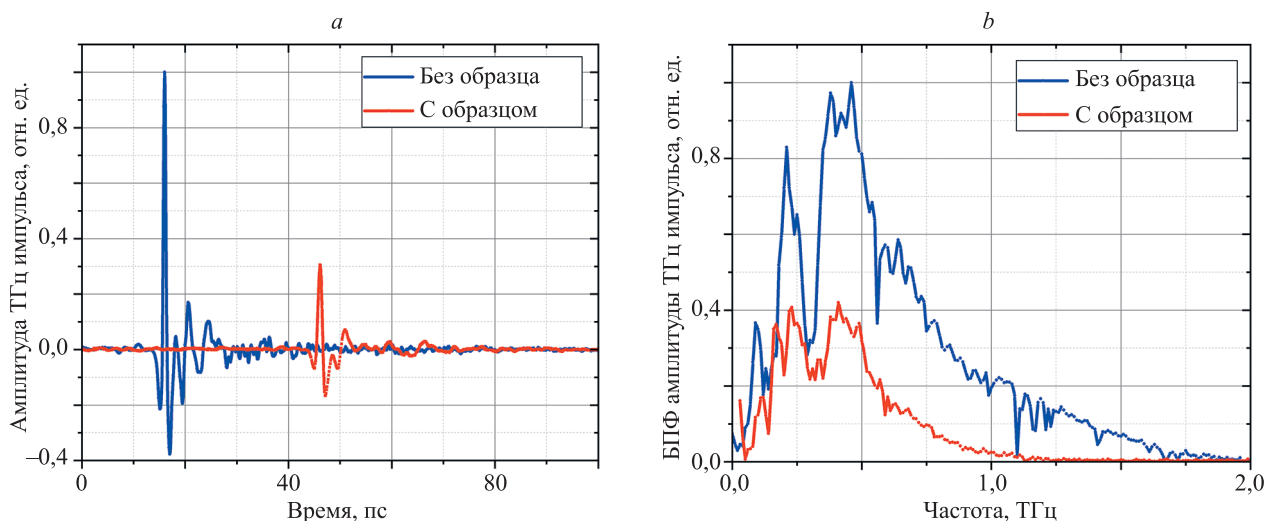 a
Амплитуда ТГц импульса, отн. ед.
Без образца
С образцом
0,8
0,4
0,0
–0,4
0
40
80
Время, пс
b
БПФ амплитуды ТГц импульса, отн. ед.
Без образца
С образцом
0,8
0,4
0,0
0,0
1,0
2,0
Частота, ТГц